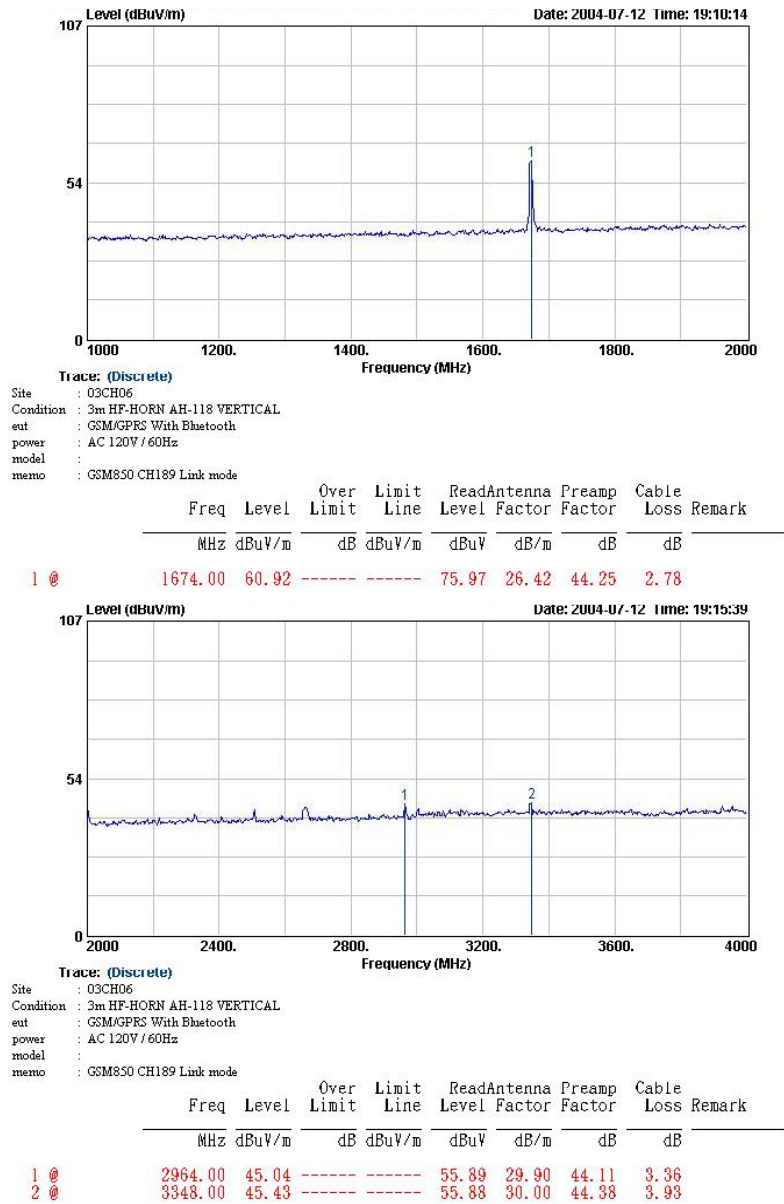 Level (dBuV/m) Date: 2004-07-12 Time: 19:10:14
107
1
54
0
1000 1200. 1400. 1600. 1800. 2000
Frequency (MHz)
Trace: (Discrete)
Site : 03CH06
Condition : 3m HF-HORN AH-118 VERTICAL
eut : GSM/GPRS With Bluetooth
power : AC 120V / 60Hz
model :
memo : GSM850 CH189 Link mode
Over Limit ReadAntenna Preamp Cable
Freq Level Limit Line Level Factor Factor Loss Remark
MHz dBuV/m dB dBuV/m dBuV dB/m dB dB
1 @ 1674.00 60.92 ------ ------ 75.97 26.42 44.25 2.78
Level (dBuV/m) Date: 2004-07-12 Time: 19:15:39
107
54
1 2
0
2000 2400. 2800. 3200. 3600. 4000
Frequency (MHz)
Trace: (Discrete)
Site : 03CH06
Condition : 3m HF-HORN AH-118 VERTICAL
eut : GSM/GPRS With Bluetooth
power : AC 120V / 60Hz
model :
memo : GSM850 CH189 Link mode
Over Limit ReadAntenna Preamp Cable
Freq Level Limit Line Level Factor Factor Loss Remark
MHz dBuV/m dB dBuV/m dBuV dB/m dB dB
1 @ 2964.00 45.04 ------ ------ 55.89 29.90 44.11 3.36
2 @ 3348.00 45.43 ------ ------ 55.88 30.00 44.38 3.93